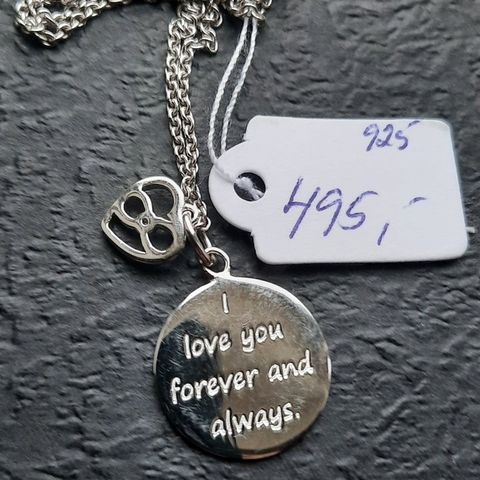 925
495,-
I
love you
forever and
always.